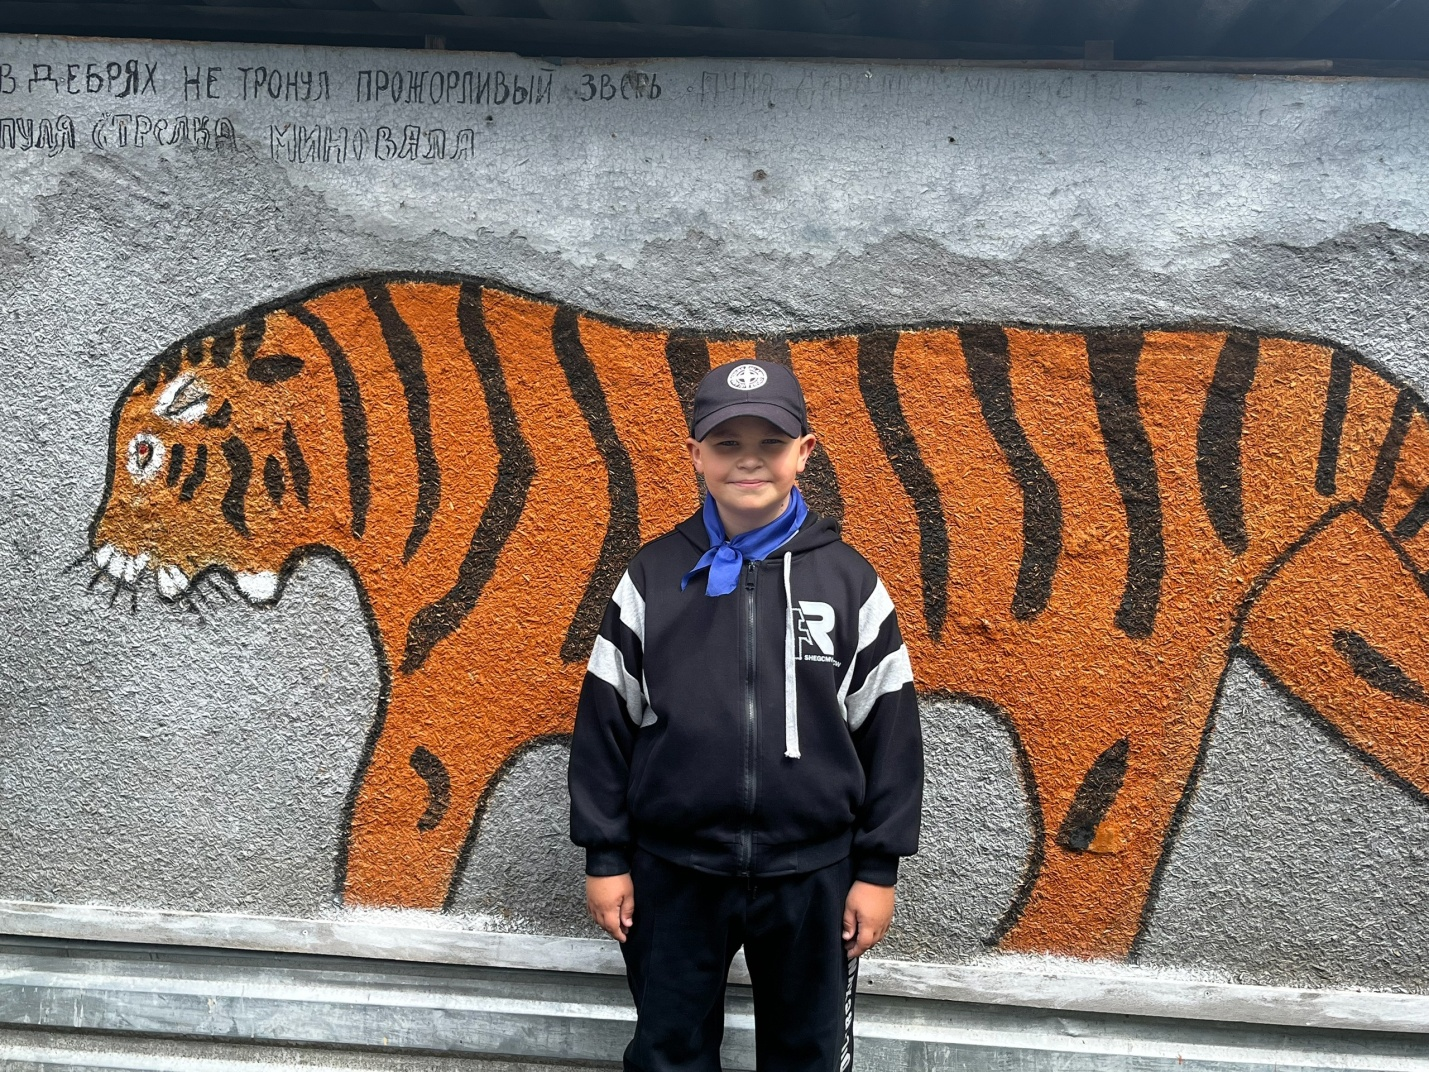 В ДЕБРЯХ НЕ ТРОНУЛ ПРОЖОРЛИВЫЙ ЗВЕРЬ
ПУЛЯ СТРЕЛКА МИНОВАЛА
R